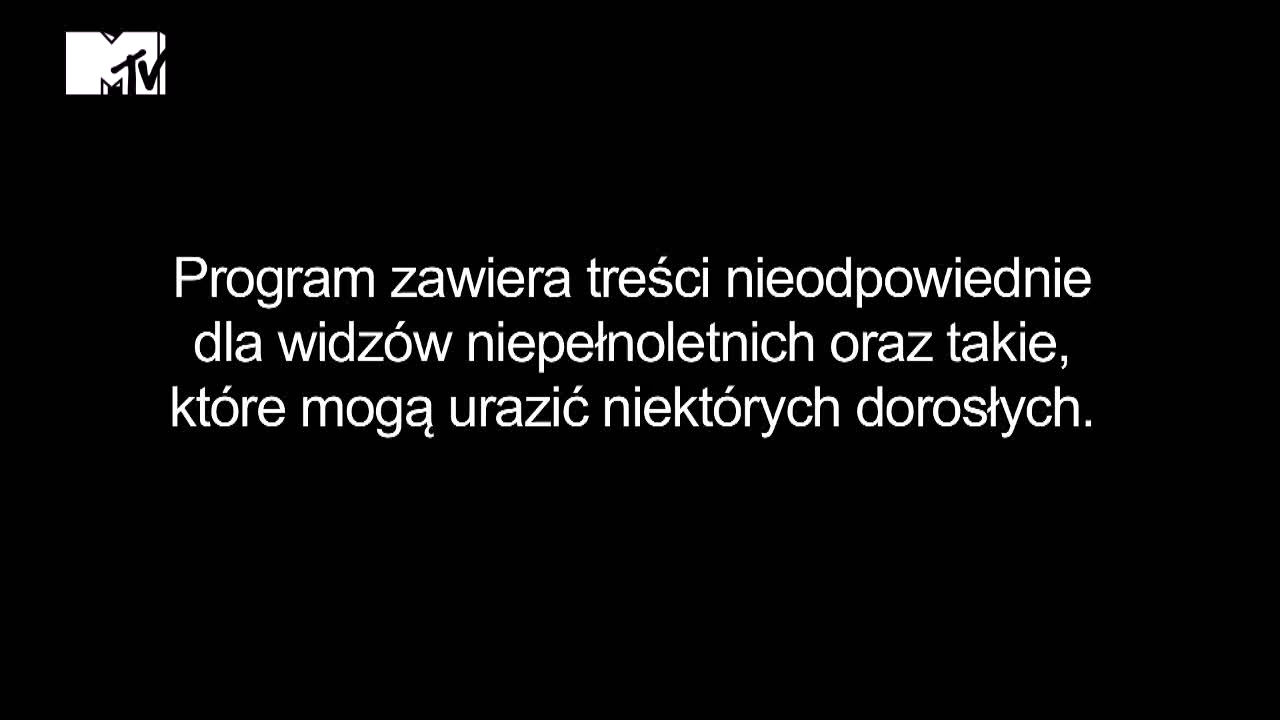 MTV
Program zawiera treści nieodpowiednie
dla widzów niepełnoletnich oraz takie,
które mogą urazić niektórych dorosłych.